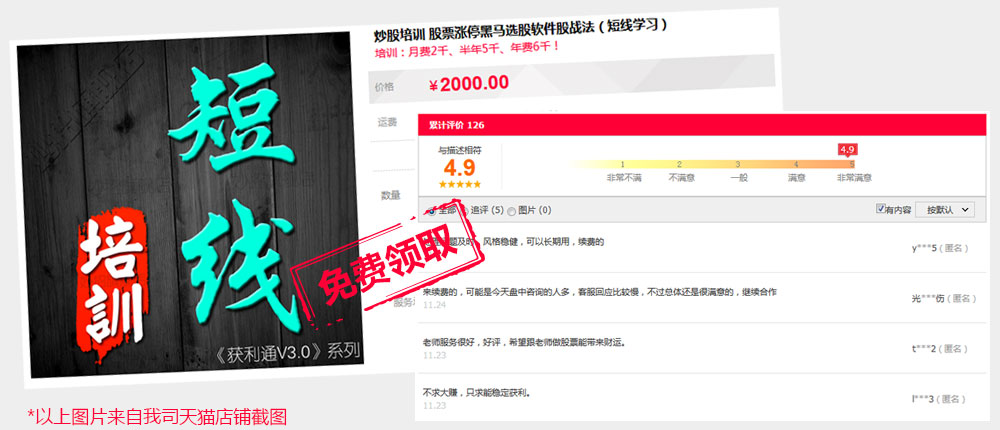 炒股培训 股票涨停黑马选股软件股战法（短线学习）
培训：月费2千、半年5千、年费6千！
价格
¥2000.00
运费
数量
服务
短线
培訓
《获利通V3.0》系列
免费领取
累计评价 126
与描述相符
4.9
4.9
1 2 3 4 5
非常不满 不满意 一般 满意 非常满意
全部 追评 (5) 图片 (0)
有内容 按默认
题及时，风格稳健，可以长期用，续费的
y***5（匿名）
来续费的，可能是今天盘中咨询的人多，客服回应比较慢，不过总体还是很满意的，继续合作
11.24
光***伤（匿名）
老师服务很好，好评，希望跟老师做股票能带来财运。
11.23
t***2（匿名）
不求大赚，只求能稳定获利。
11.23
l***3（匿名）
*以上图片来自我司天猫店铺截图